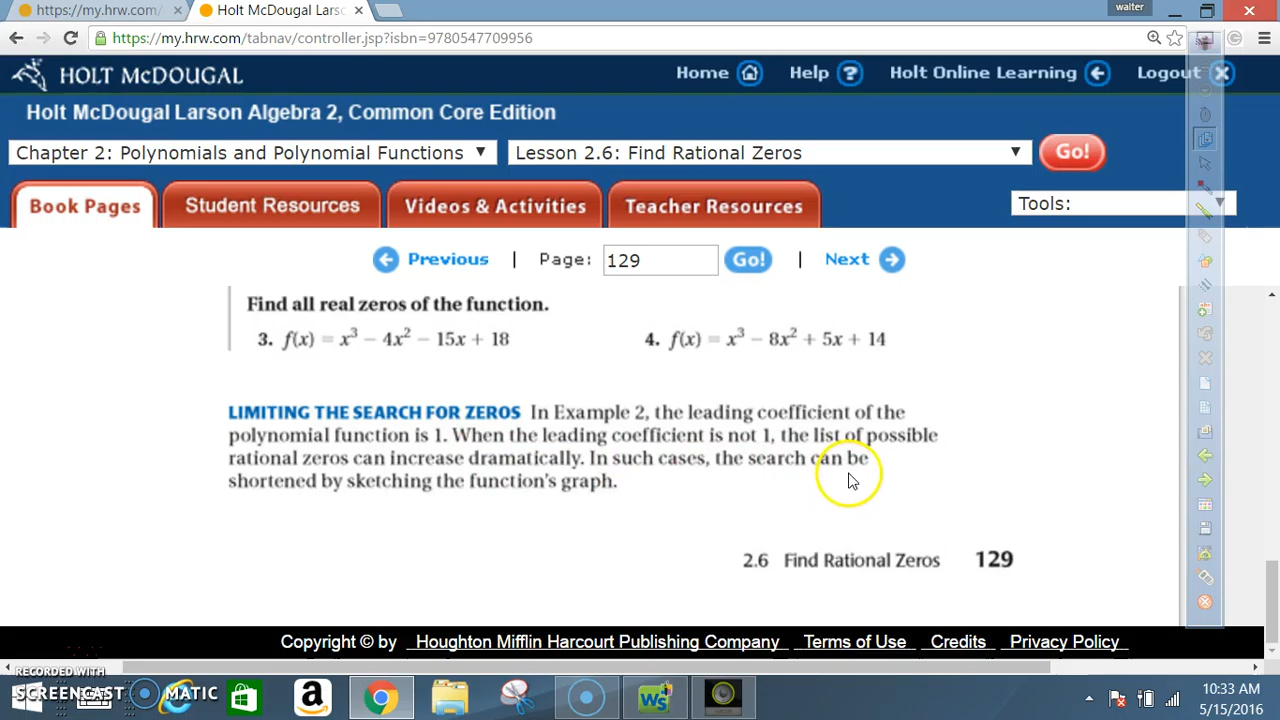 https://my.hrw.com/tabnav
Holt McDougal Larso
walter
https://my.hrw.com/tabnav/controller.jsp?isbn=9780547709956
HOLT McDOUGAL
Home
Help ?
Holt Online Learning
Logout X
Holt McDougal Larson Algebra 2, Common Core Edition
Chapter 2: Polynomials and Polynomial Functions
Lesson 2.6: Find Rational Zeros
Go!
Book Pages
Student Resources
Videos & Activities
Teacher Resources
Tools:
Previous | Page: 129 Go! | Next
Find all real zeros of the function.
3. f(x) = x³ − 4x² − 15x + 18
4. f(x) = x³ − 8x² + 5x + 14
LIMITING THE SEARCH FOR ZEROS In Example 2, the leading coefficient of the
polynomial function is 1. When the leading coefficient is not 1, the list of possible
rational zeros can increase dramatically. In such cases, the search can be
shortened by sketching the function's graph.
2.6 Find Rational Zeros 129
Copyright © by Houghton Mifflin Harcourt Publishing Company Terms of Use Credits Privacy Policy
RECORDED WITH
SCREENCAST MATIC
WS
10:33 AM
5/15/2016